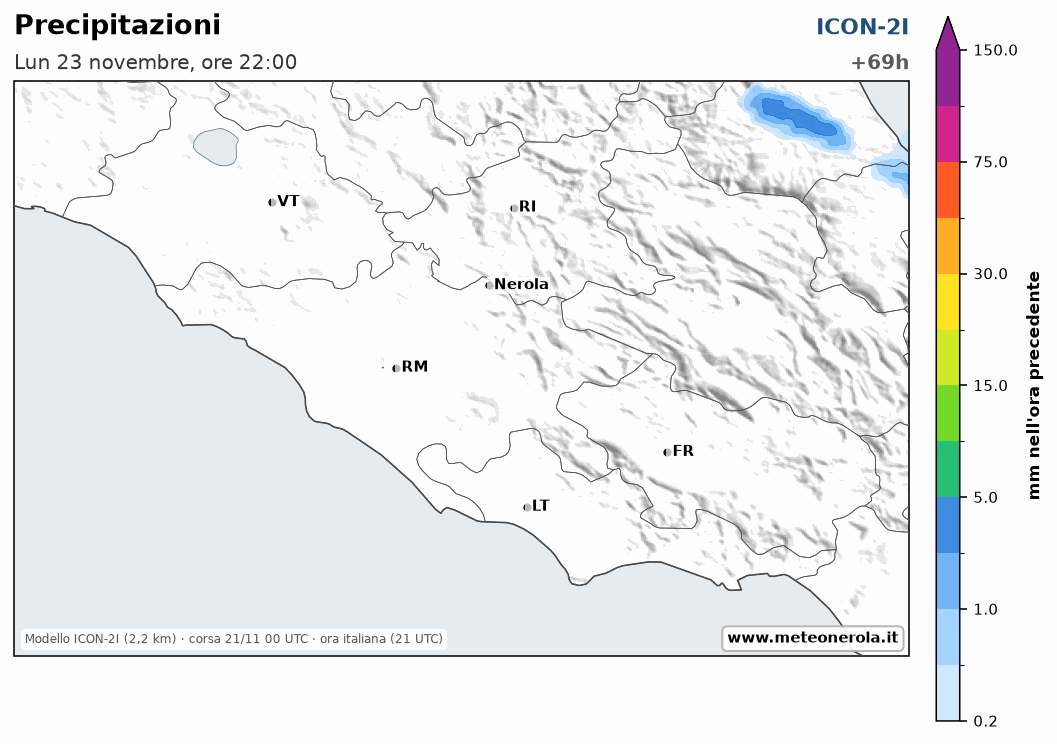 Precipitazioni
ICON-2I
Lun 23 novembre, ore 22:00
+69h
150.0
75.0
30.0
15.0
5.0
1.0
0.2
mm nell'ora precedente
VT
RI
Nerola
RM
FR
LT
Modello ICON-2I (2,2 km) · corsa 21/11 00 UTC · ora italiana (21 UTC)
www.meteonerola.it